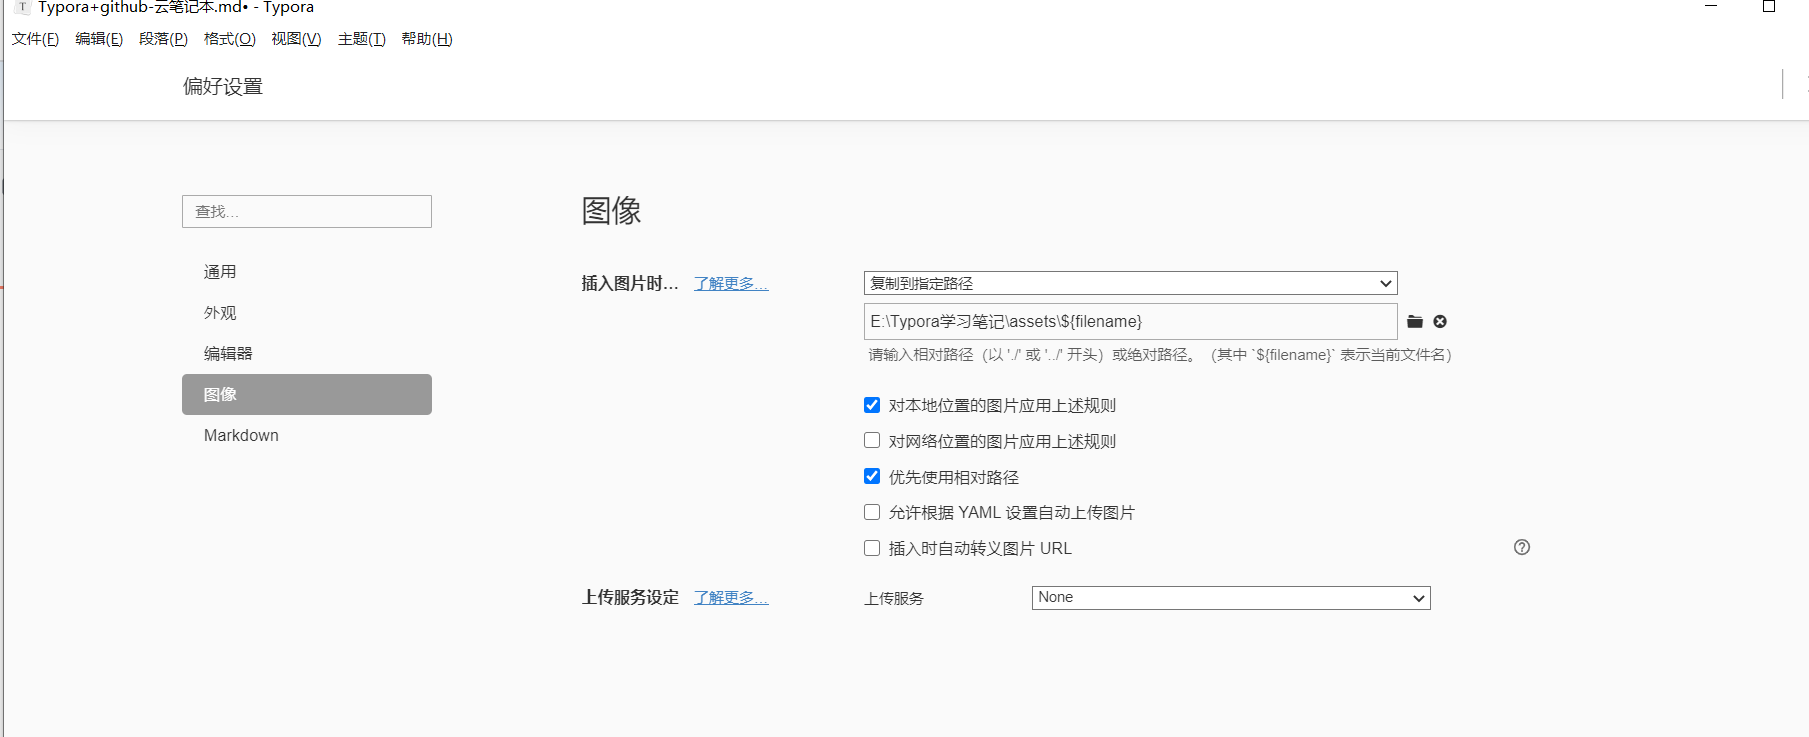 Typora+github-云笔记本.md• - Typora
文件(F) 编辑(E) 段落(P) 格式(O) 视图(V) 主题(T) 帮助(H)
偏好设置
查找...
通用
外观
编辑器
图像
Markdown
图像
插入图片时... 了解更多... 复制到指定路径
E:\Typora学习笔记\assets\${filename}
请输入相对路径（以 './' 或 '../' 开头）或绝对路径。（其中 `${filename}` 表示当前文件名）
对本地位置的图片应用上述规则
对网络位置的图片应用上述规则
优先使用相对路径
允许根据 YAML 设置自动上传图片
插入时自动转义图片 URL
上传服务设定 了解更多... 上传服务 None